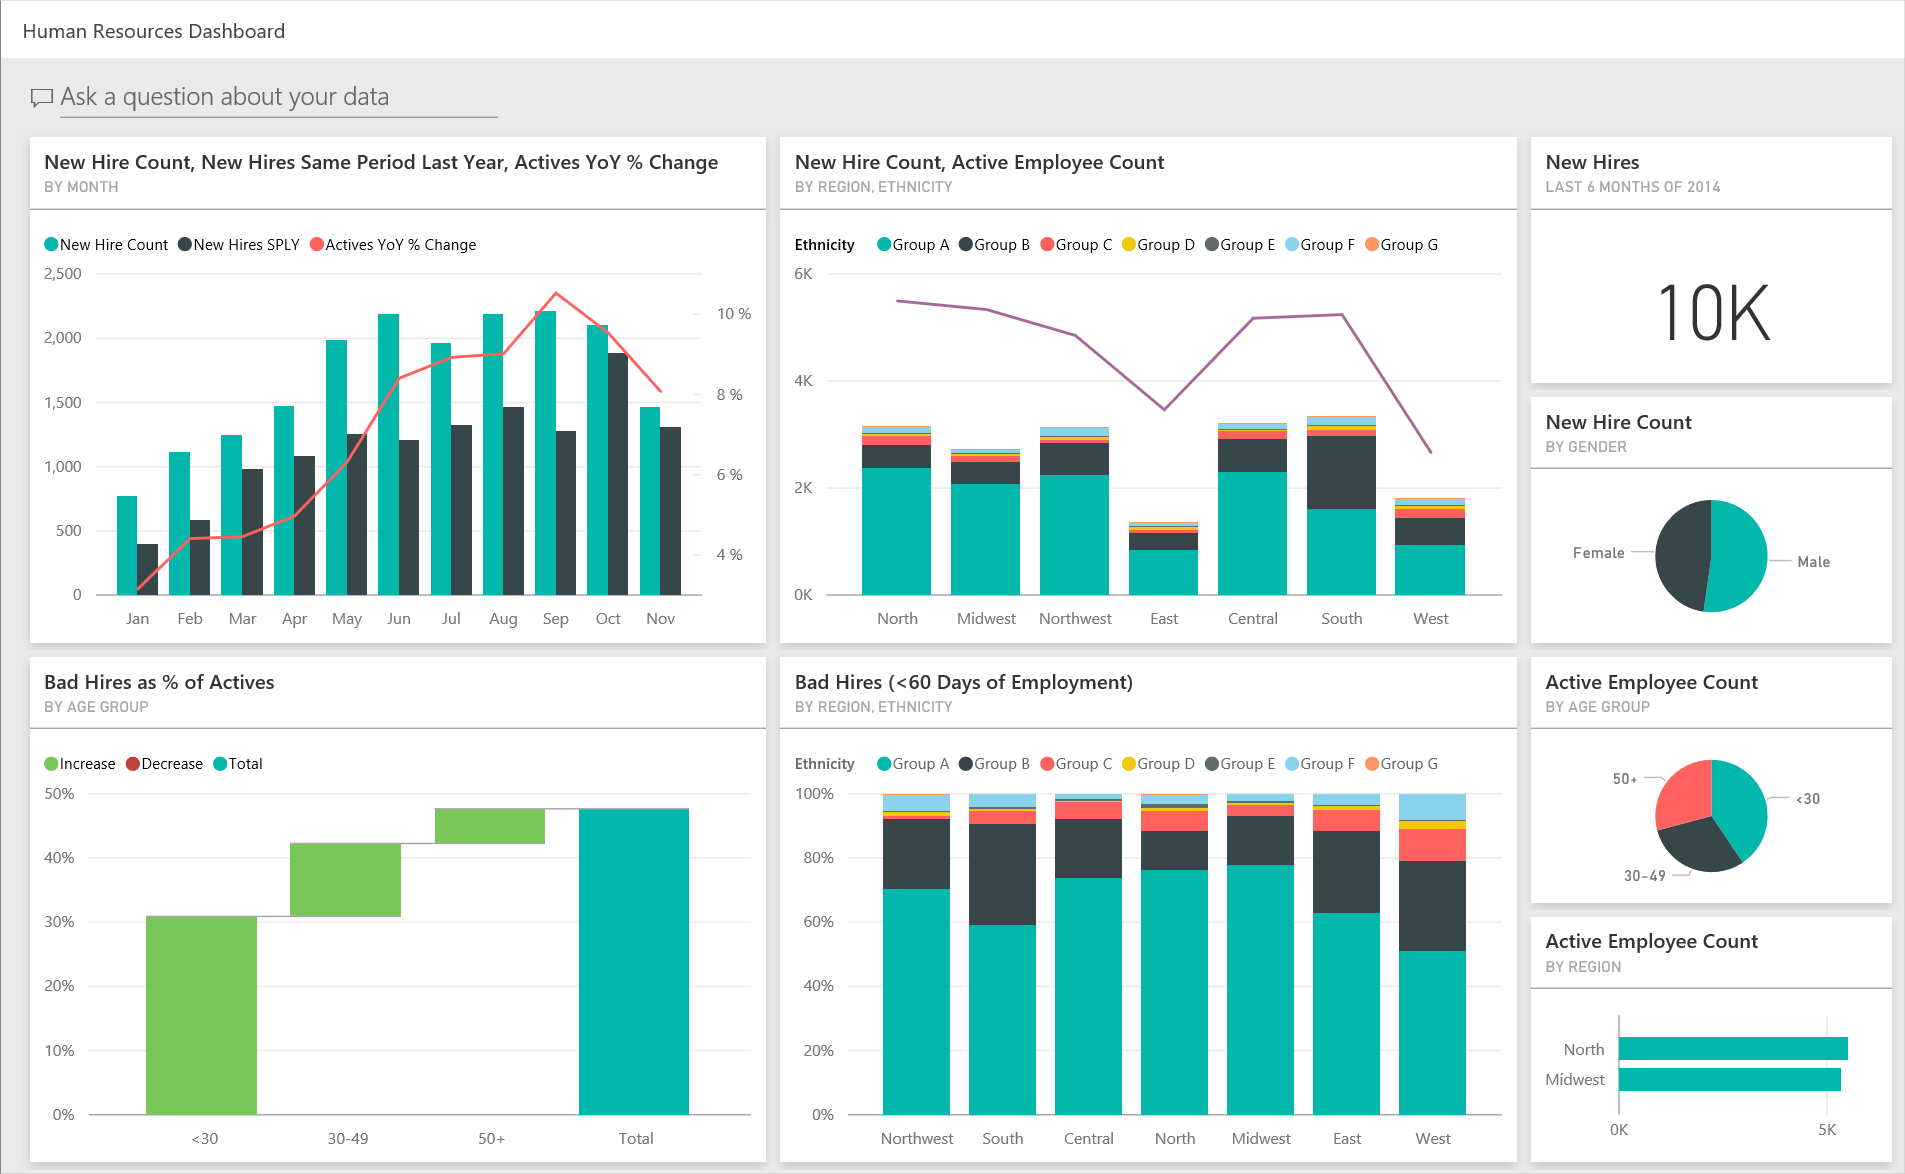 Human Resources Dashboard
Ask a question about your data
New Hire Count, New Hires Same Period Last Year, Actives YoY % Change
BY MONTH
New Hire Count New Hires SPLY Actives YoY % Change
2,500
2,000
1,500
1,000
500
0
10 %
8 %
6 %
4 %
Jan Feb Mar Apr May Jun Jul Aug Sep Oct Nov
New Hire Count, Active Employee Count
BY REGION, ETHNICITY
Ethnicity Group A Group B Group C Group D Group E Group F Group G
6K
4K
2K
0K
North Midwest Northwest East Central South West
New Hires
LAST 6 MONTHS OF 2014
10K
New Hire Count
BY GENDER
Female
Male
Bad Hires as % of Actives
BY AGE GROUP
Increase Decrease Total
50%
40%
30%
20%
10%
0%
<30 30-49 50+ Total
Bad Hires (<60 Days of Employment)
BY REGION, ETHNICITY
Ethnicity Group A Group B Group C Group D Group E Group F Group G
100%
80%
60%
40%
20%
0%
Northwest South Central North Midwest East West
Active Employee Count
BY AGE GROUP
50+
<30
30-49
Active Employee Count
BY REGION
North
Midwest
0K 5K